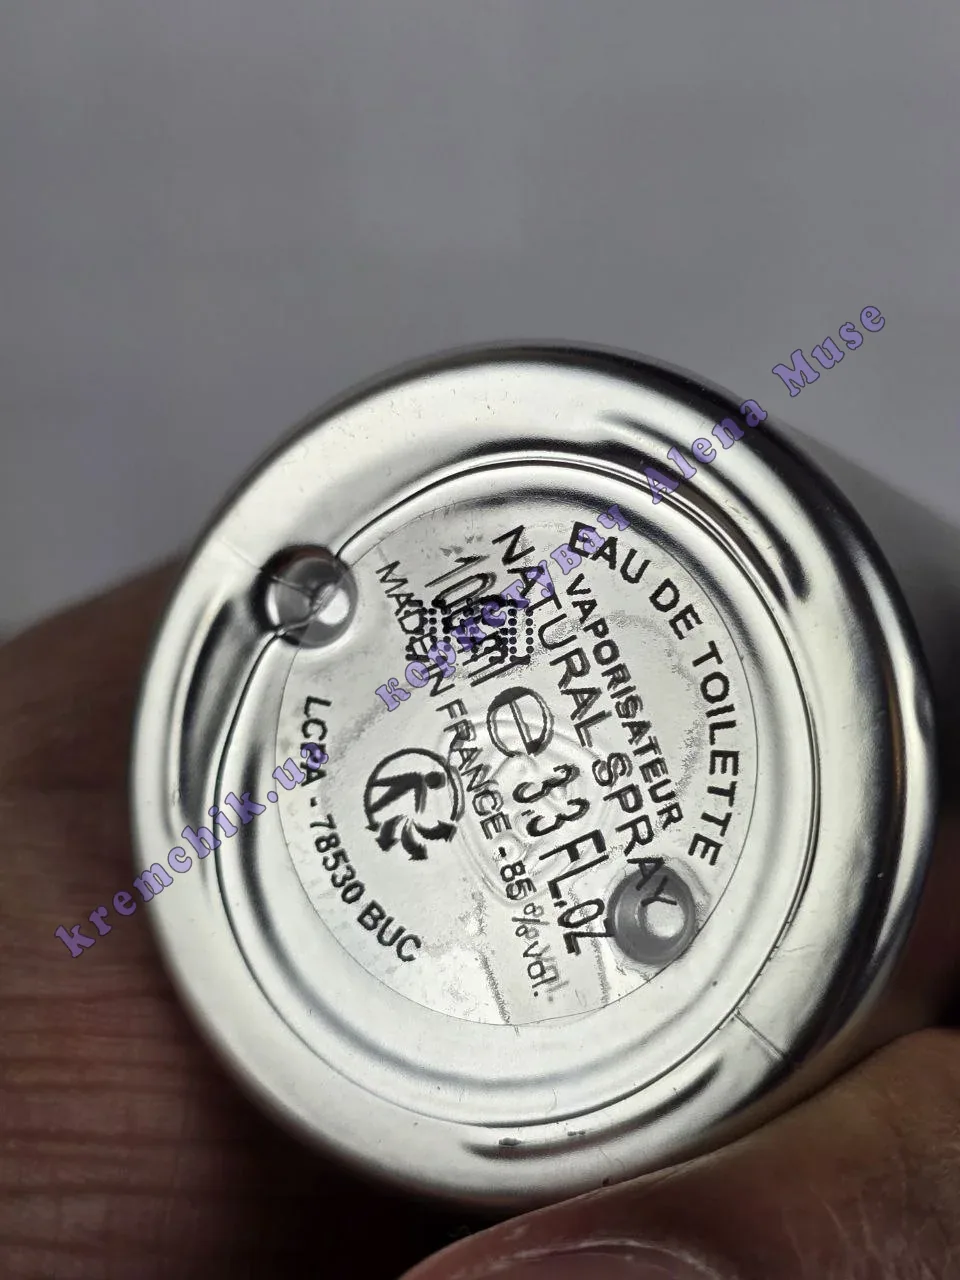 EAU DE TOILETTE
VAPORISATEUR
NATURAL SPRAY
100ml e 3,3 FL.OZ
MADE IN FRANCE - 85 % Vol.
LCPA - 78530 BUC
kremchik.ua користувач Alena Muse